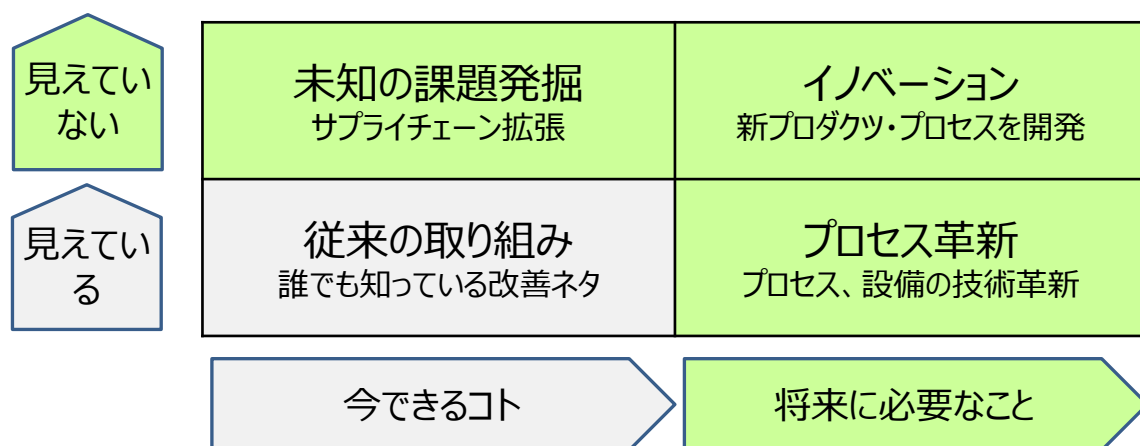 見えてい
ない
未知の課題発掘
サプライチェーン拡張
イノベーション
新プロダクツ・プロセスを開発
見えてい
る
従来の取り組み
誰でも知っている改善ネタ
プロセス革新
プロセス、設備の技術革新
今できるコト
将来に必要なこと